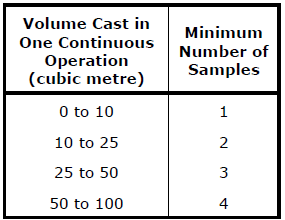 Volume Cast in
One Continuous
Operation
(cubic metre)
Minimum
Number of
Samples
0 to 10 1
10 to 25 2
25 to 50 3
50 to 100 4